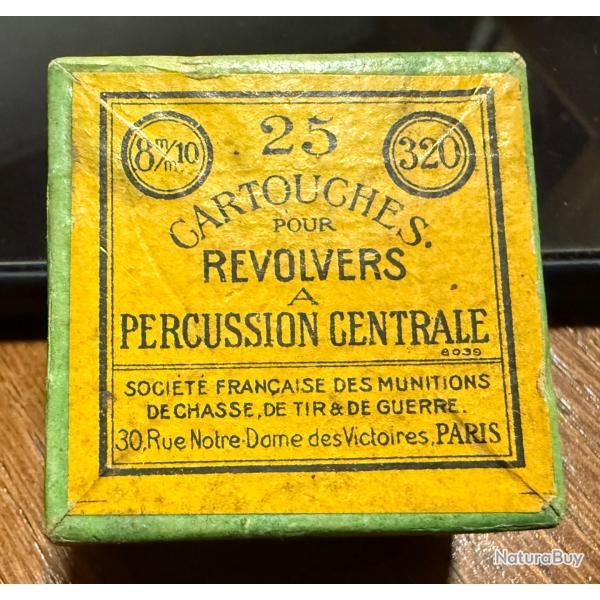 8m/m10 25 320
CARTOUCHES.
POUR
REVOLVERS
A
PERCUSSION CENTRALE
8039
SOCIÉTÉ FRANÇAISE DES MUNITIONS
DE CHASSE, DE TIR & DE GUERRE.
30, Rue Notre-Dame des Victoires, PARIS
NaturaBuy